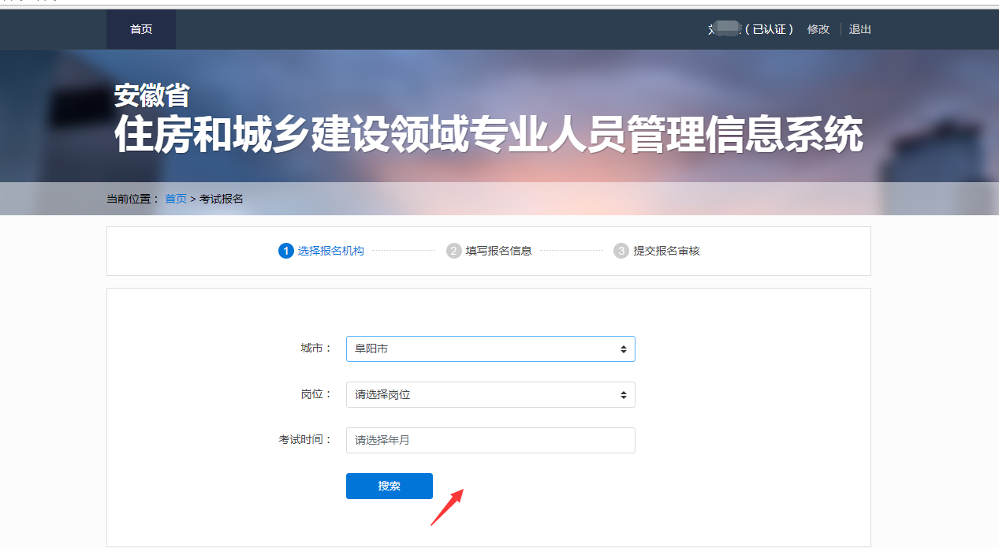 首页
(已认证) 修改 退出
安徽省
住房和城乡建设领域专业人员管理信息系统
当前位置： 首页 > 考试报名
1 选择报名机构 2 填写报名信息 3 提交报名审核
城市： 阜阳市
岗位： 请选择岗位
考试时间： 请选择年月
搜索